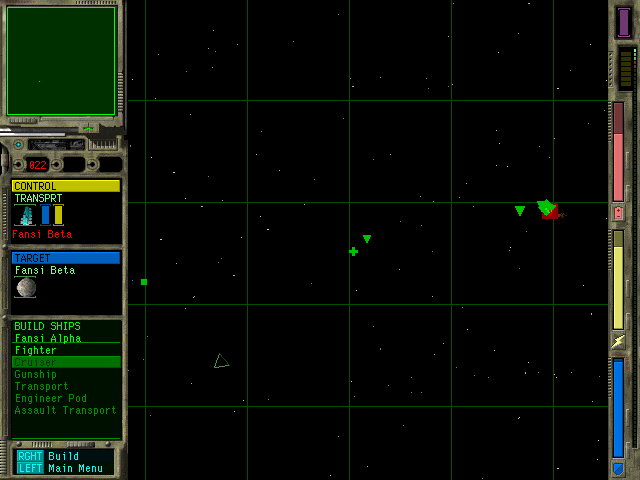 022
CONTROL
TRANSPRT
Fansi Beta
TARGET
Fansi Beta
BUILD SHIPS
Fansi Alpha
Fighter
Cruiser
Gunship
Transport
Engineer Pod
Assault Transport
RGHT Build
LEFT Main Menu